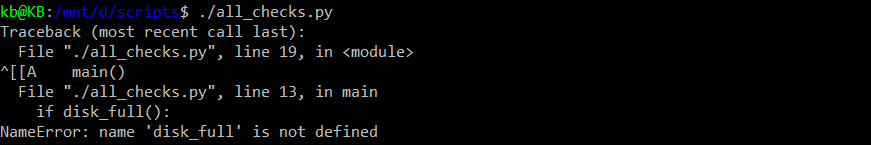 kb@KB:/mnt/d/scripts$ ./all_checks.py
Traceback (most recent call last):
  File "./all_checks.py", line 19, in <module>
^[[A    main()
  File "./all_checks.py", line 13, in main
    if disk_full():
NameError: name 'disk_full' is not defined